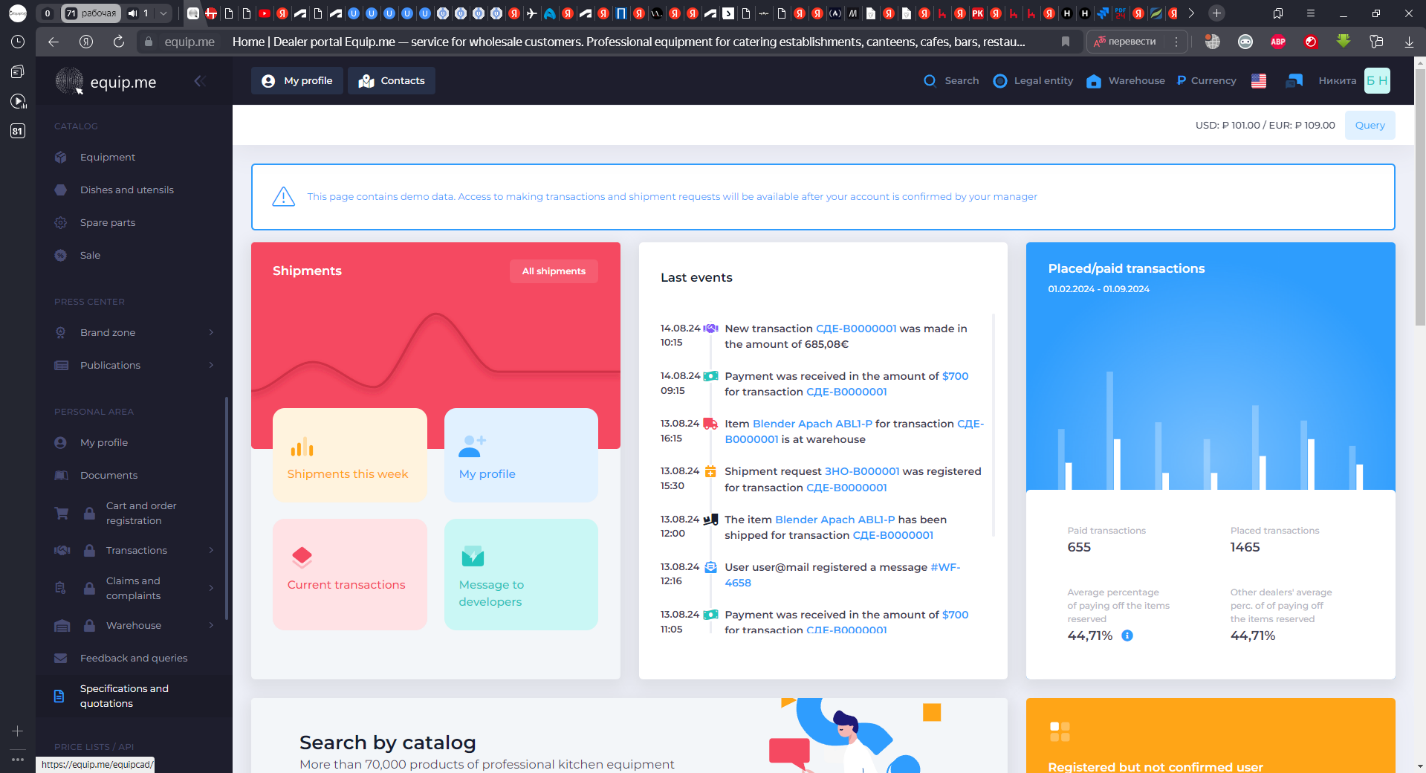 0
71 рабочая
1
equip.me
Home | Dealer portal Equip.me — service for wholesale customers. Professional equipment for catering establishments, canteens, cafes, bars, restau...
перевести
ABP
81
equip.me
My profile
Contacts
Search
Legal entity
Warehouse
Currency
Никита
Б Н
USD: ₽ 101.00 / EUR: ₽ 109.00
Query
CATALOG
Equipment
Dishes and utensils
Spare parts
Sale
PRESS CENTER
Brand zone
Publications
PERSONAL AREA
My profile
Documents
Cart and order
registration
Transactions
Claims and
complaints
Warehouse
Feedback and queries
Specifications and
quotations
PRICE LISTS / API
https://equip.me/equipcad/
This page contains demo data. Access to making transactions and shipment requests will be available after your account is confirmed by your manager
Shipments
All shipments
Shipments this week
My profile
Current transactions
Message to
developers
Last events
14.08.24
10:15
New transaction СДЕ-В0000001 was made in
the amount of 685,08€
14.08.24
09:15
Payment was received in the amount of $700
for transaction СДЕ-В0000001
13.08.24
16:15
Item Blender Apach ABL1-P for transaction СДЕ-
В0000001 is at warehouse
13.08.24
15:30
Shipment request ЗНО-В000001 was registered
for transaction СДЕ-В0000001
13.08.24
12:00
The item Blender Apach ABL1-P has been
shipped for transaction СДЕ-В0000001
13.08.24
12:16
User user@mail registered a message #WF-
4658
13.08.24
11:05
Payment was received in the amount of $700
for transaction СДЕ-В0000001
Placed/paid transactions
01.02.2024 - 01.09.2024
Paid transactions
655
Placed transactions
1465
Average percentage
of paying off the items
reserved
44,71%
Other dealers' average
perc. of of paying off
the items reserved
44,71%
Search by catalog
More than 70,000 products of professional kitchen equipment
Registered but not confirmed user